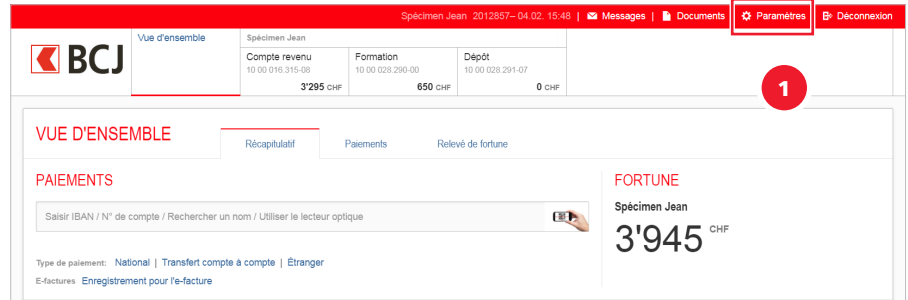 Spécimen Jean 2012857– 04.02. 15:48 | Messages | Documents Paramètres Déconnexion
BCJ
Vue d'ensemble
Spécimen Jean
Compte revenu Formation Dépôt
10 00 016.315-08 10 00 028.290-00 10 00 028.291-07
3'295 CHF 650 CHF 0 CHF
1
VUE D'ENSEMBLE
Récapitulatif Paiements Relevé de fortune
PAIEMENTS
Saisir IBAN / N° de compte / Rechercher un nom / Utiliser le lecteur optique
Type de paiement: National | Transfert compte à compte | Étranger
E-factures Enregistrement pour l'e-facture
FORTUNE
Spécimen Jean
3'945 CHF